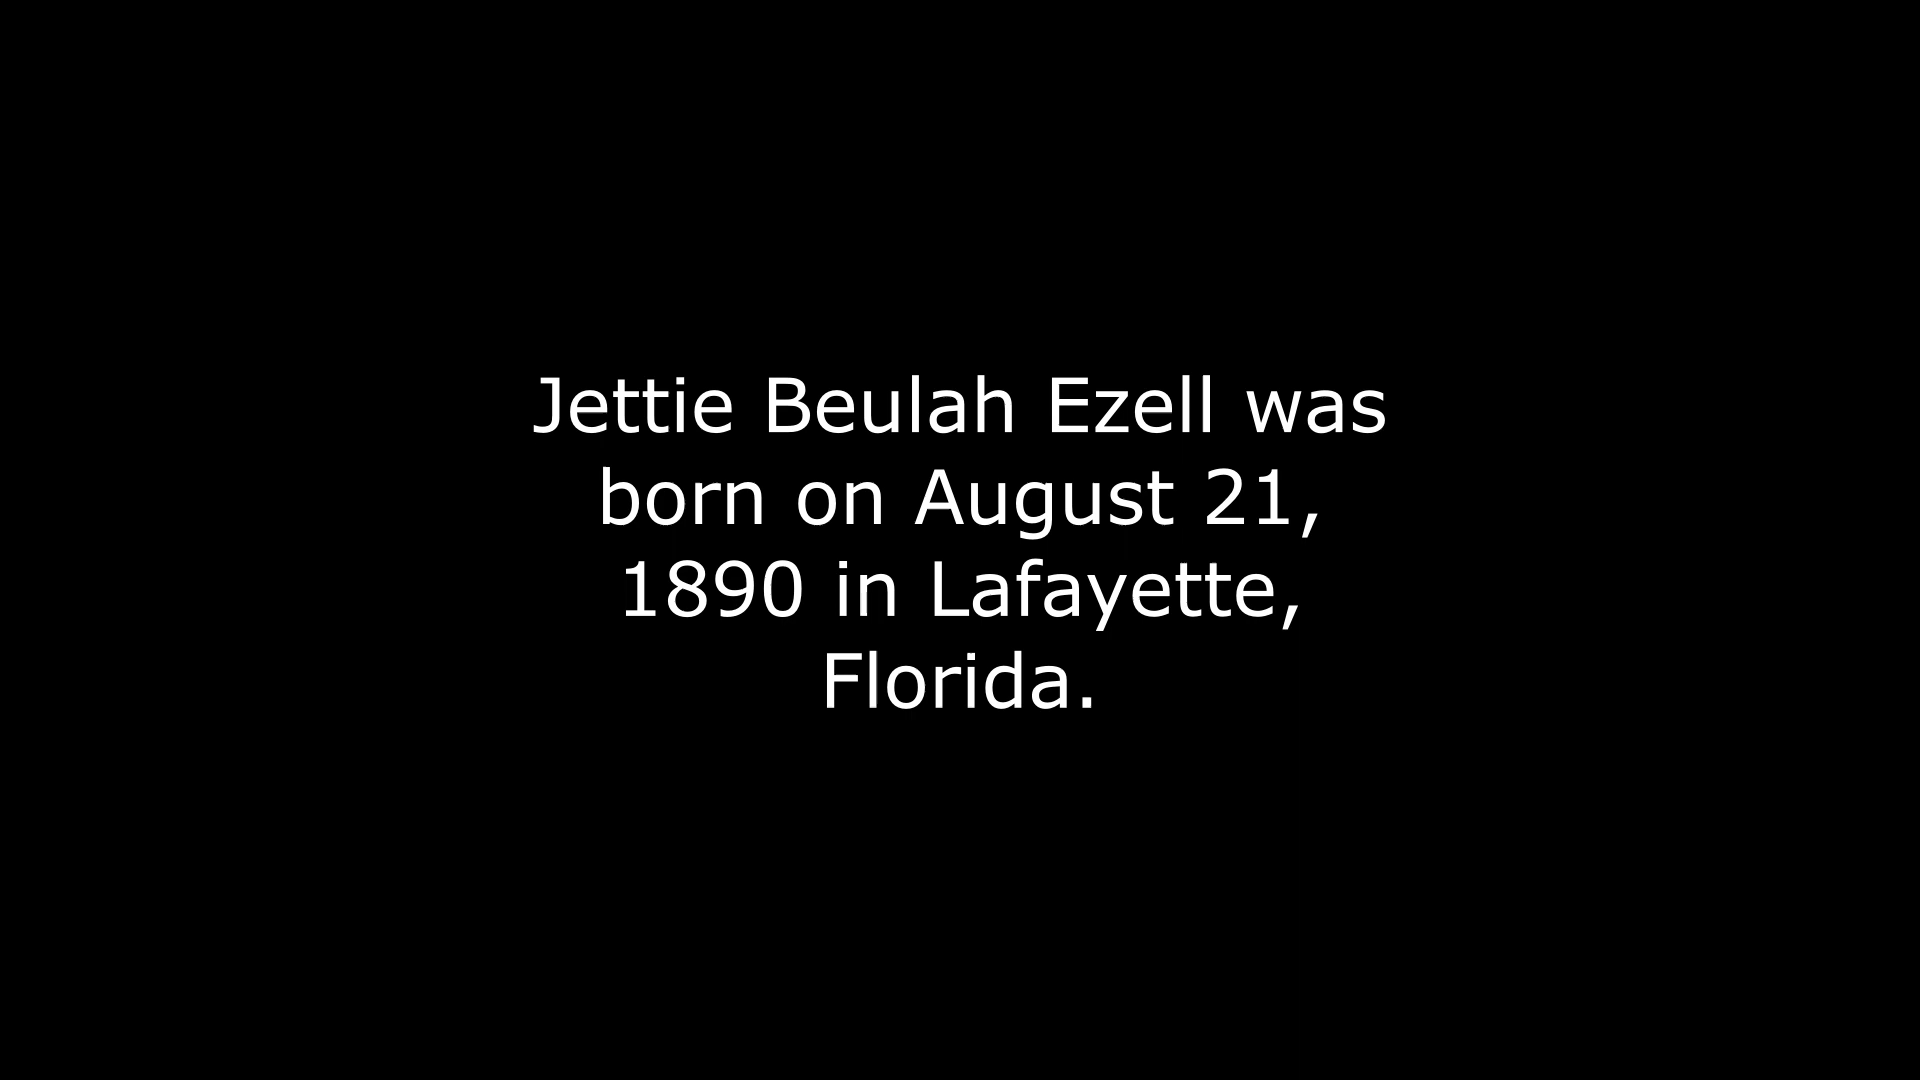 Jettie Beulah Ezell was
born on August 21,
1890 in Lafayette,
Florida.